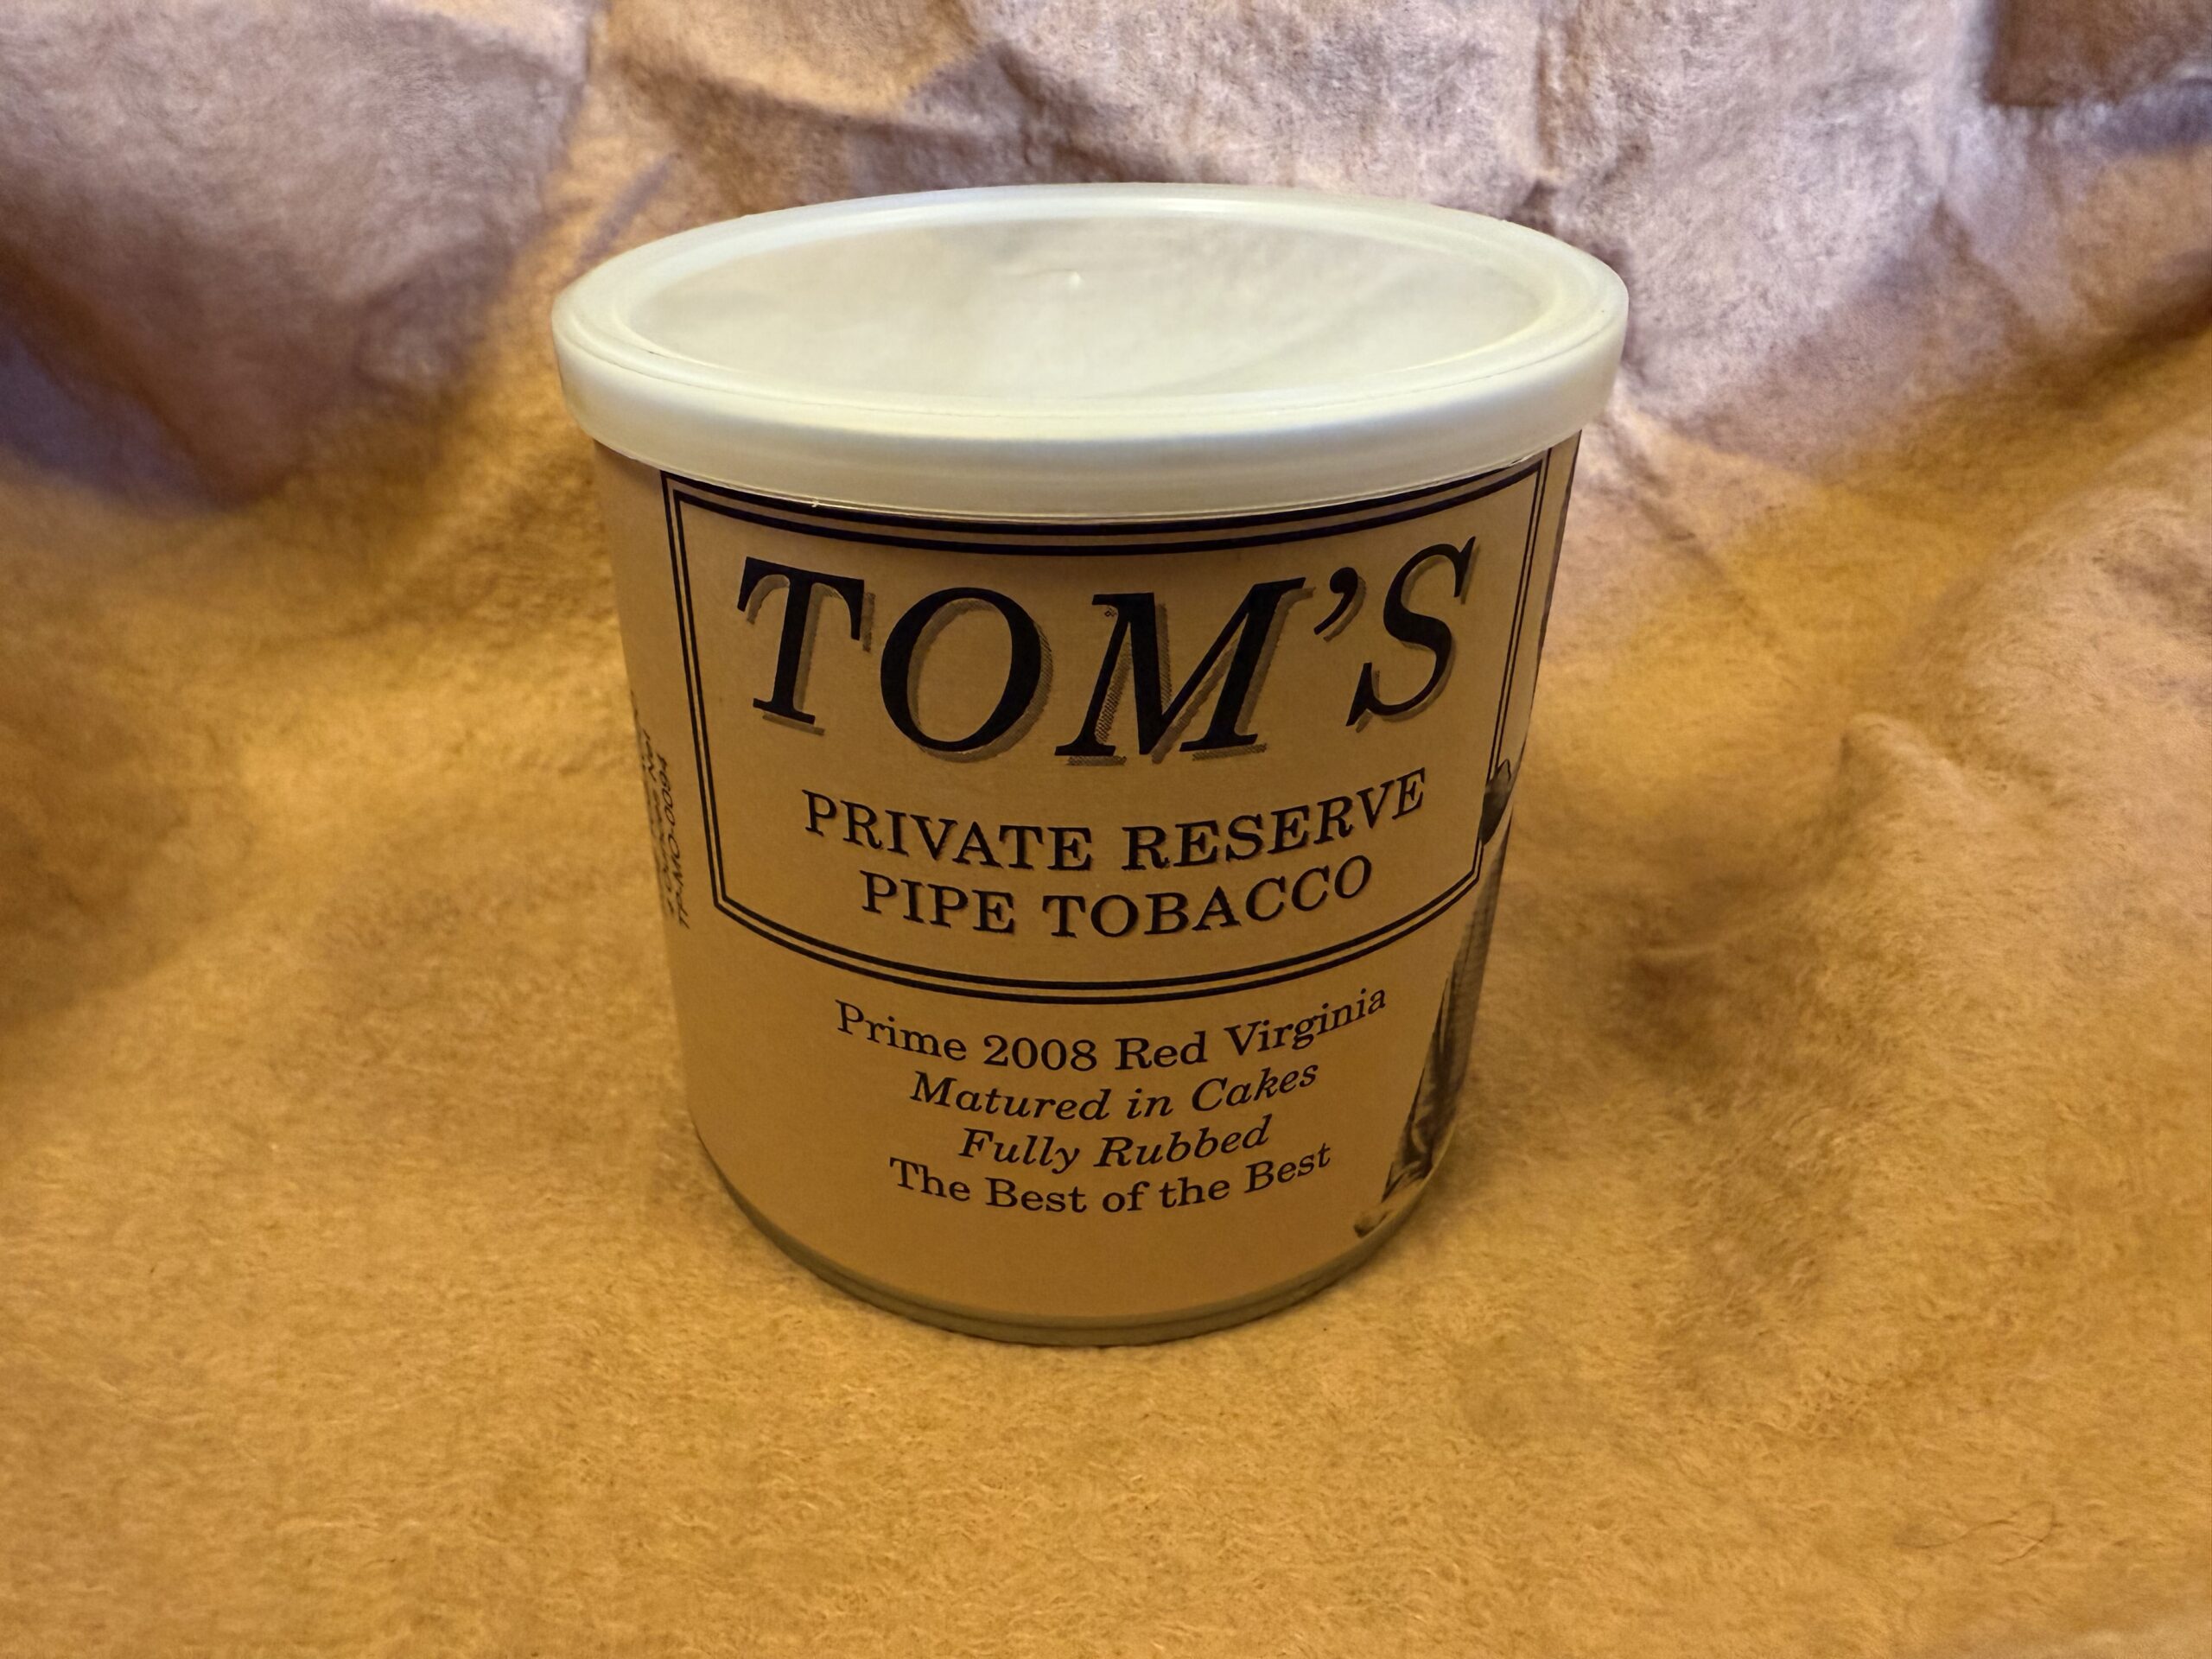 TOM'S
PRIVATE RESERVE
PIPE TOBACCO
Prime 2008 Red Virginia
Matured in Cakes
Fully Rubbed
The Best of the Best